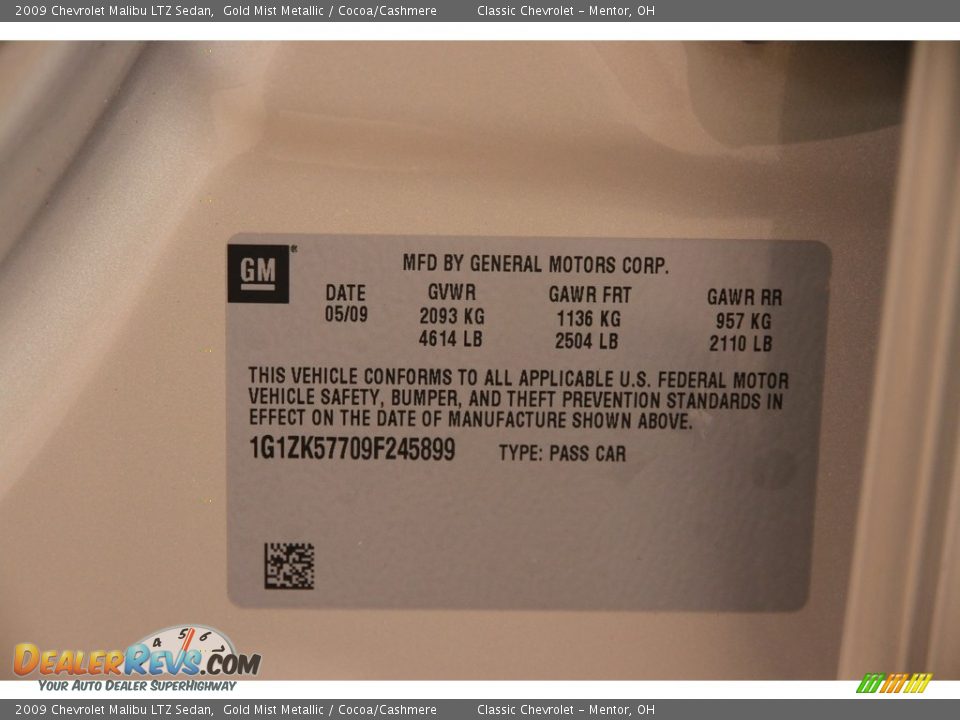 2009 Chevrolet Malibu LTZ Sedan,  Gold Mist Metallic / Cocoa/Cashmere  Classic Chevrolet - Mentor, OH
GM®
MFD BY GENERAL MOTORS CORP.
DATE GVWR GAWR FRT GAWR RR
05/09 2093 KG 1136 KG 957 KG
4614 LB 2504 LB 2110 LB
THIS VEHICLE CONFORMS TO ALL APPLICABLE U.S. FEDERAL MOTOR
VEHICLE SAFETY, BUMPER, AND THEFT PREVENTION STANDARDS IN
EFFECT ON THE DATE OF MANUFACTURE SHOWN ABOVE.
1G1ZK57709F245899 TYPE: PASS CAR
4 5 6 7
DEALERREVS.COM
YOUR AUTO DEALER SUPERHIGHWAY
2009 Chevrolet Malibu LTZ Sedan,  Gold Mist Metallic / Cocoa/Cashmere  Classic Chevrolet - Mentor, OH